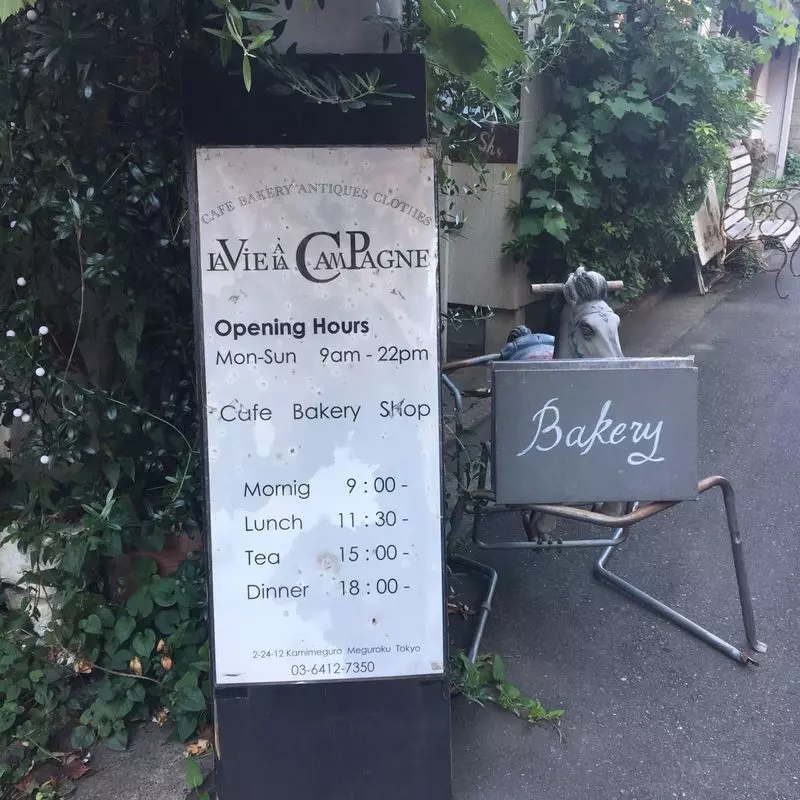 CAFE BAKERY ANTIQUES CLOTHES
LA VIE À LA CAMPAGNE
Opening Hours
Mon-Sun 9am - 22pm
Cafe Bakery Shop
Mornig 9 : 00 -
Lunch 11 : 30 -
Tea 15 : 00 -
Dinner 18 : 00 -
2-24-12 Kamimeguro Meguroku Tokyo
03-6412-7350
Bakery